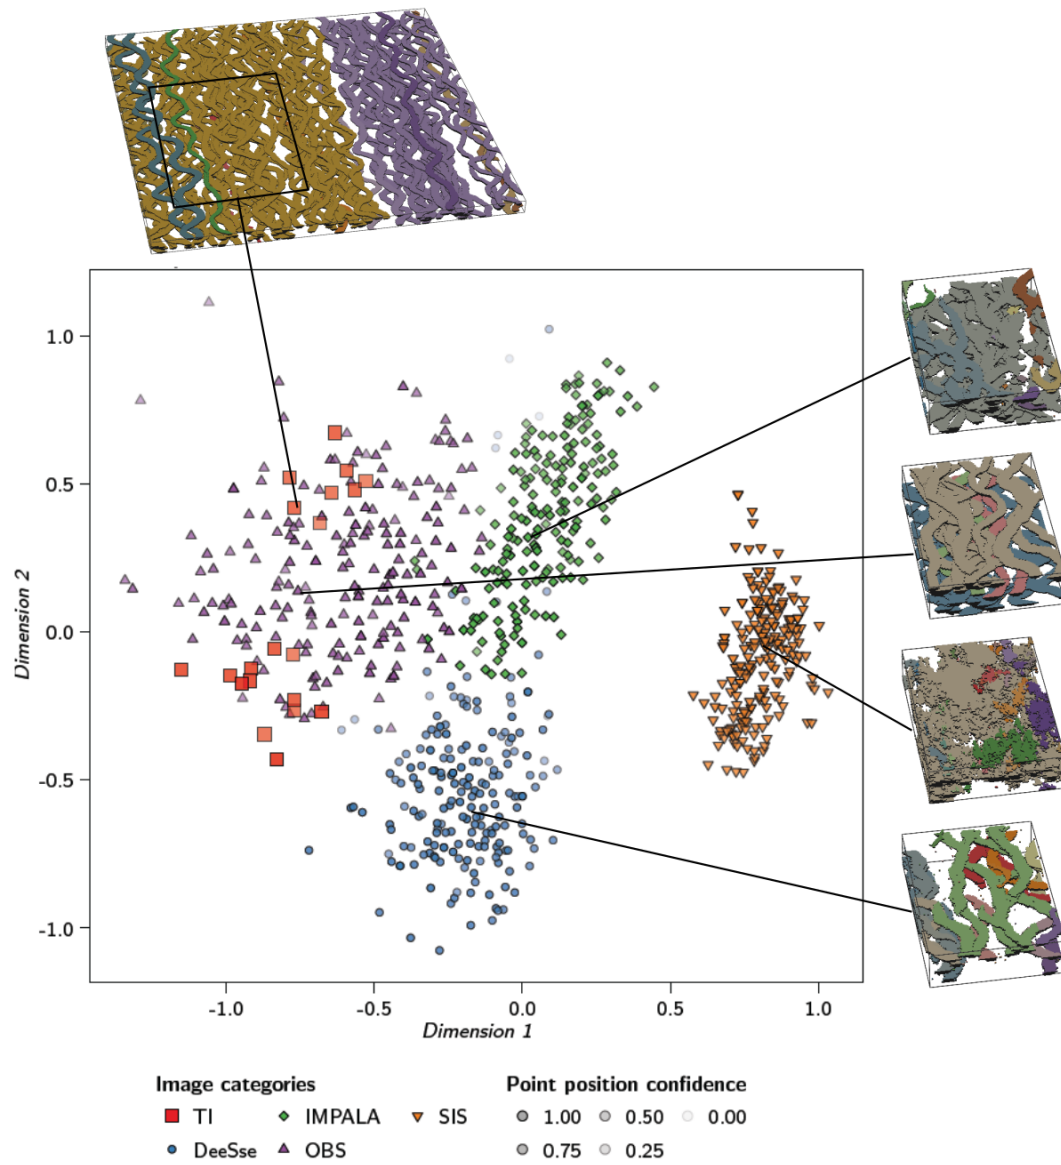 1.0
0.5
0.0
-0.5
-1.0
Dimension 2
-1.0 -0.5 0.0 0.5 1.0
Dimension 1
Image categories
TI IMPALA SIS
DeeSse OBS
Point position confidence
1.00 0.50 0.00
0.75 0.25